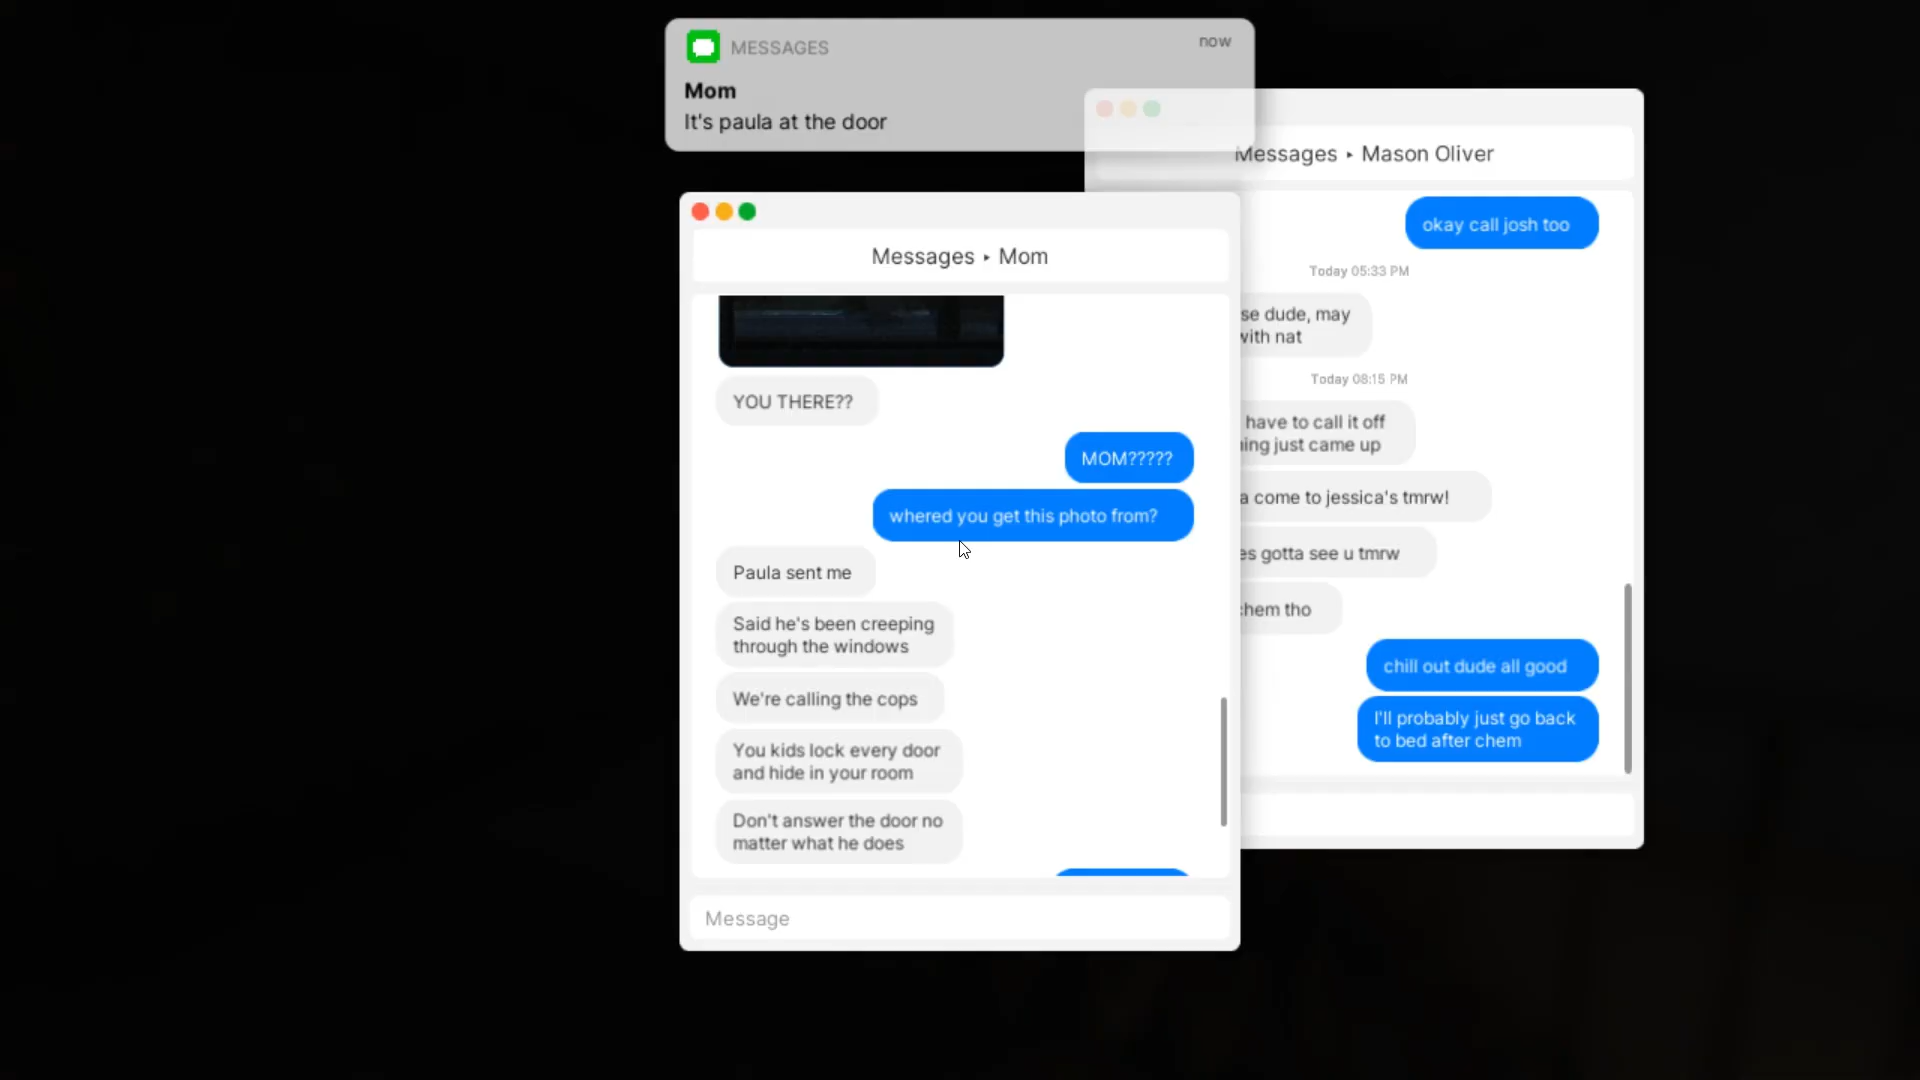 MESSAGES
now
Mom
It's paula at the door
Messages ‣ Mom
YOU THERE??
MOM?????
whered you get this photo from?
Paula sent me
Said he's been creeping
through the windows
We're calling the cops
You kids lock every door
and hide in your room
Don't answer the door no
matter what he does
Message
Messages ‣ Mason Oliver
okay call josh too
Today 05:33 PM
dude, may
with nat
Today 08:15 PM
have to call it off
just came up
come to jessica's tmrw!
gotta see u tmrw
chem tho
chill out dude all good
I'll probably just go back
to bed after chem